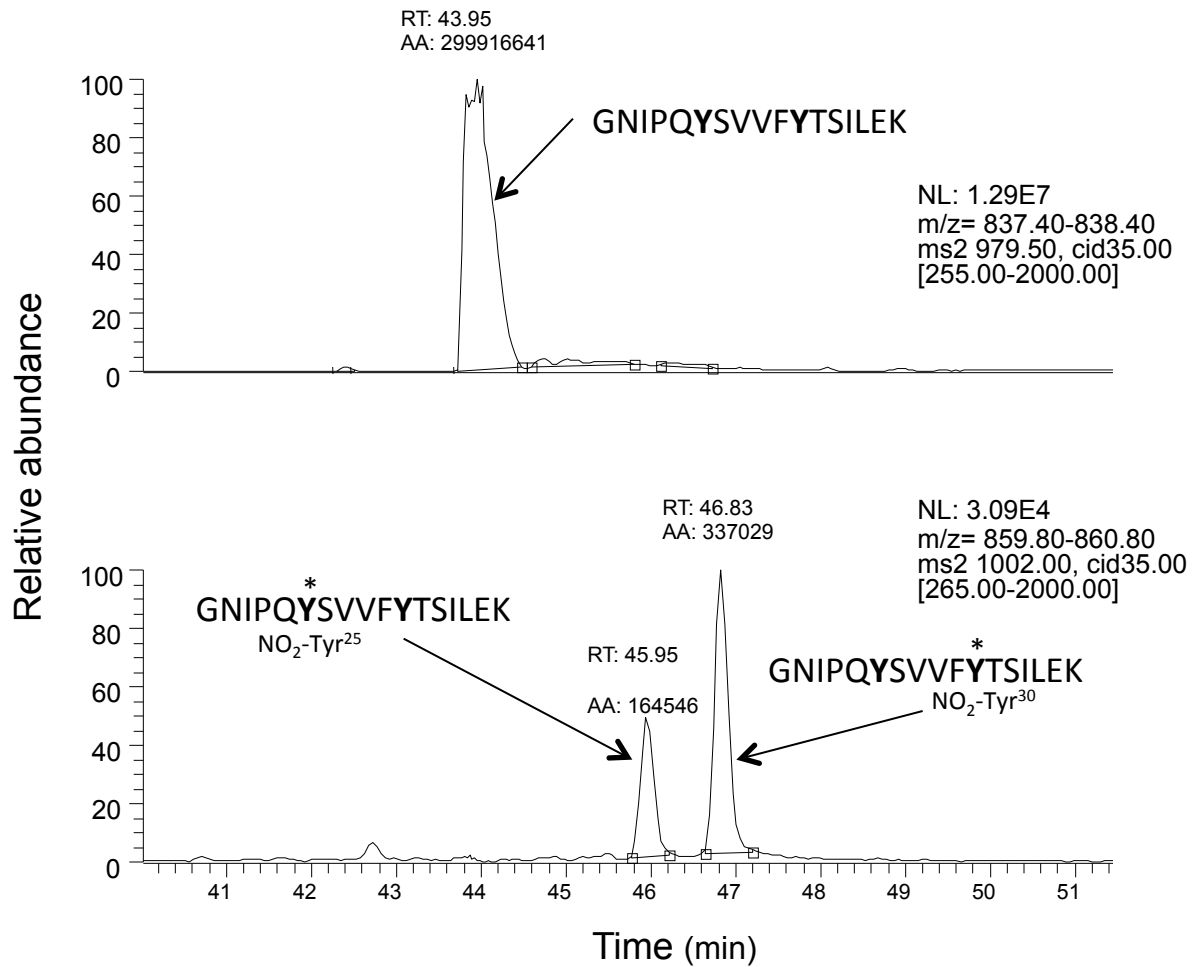 RT: 43.95
AA: 299916641
100
80
60
40
20
0
GNIPQYSVVFYTSILEK
NL: 1.29E7
m/z= 837.40-838.40
ms2 979.50, cid35.00
[255.00-2000.00]
Relative abundance
RT: 46.83
AA: 337029
NL: 3.09E4
m/z= 859.80-860.80
ms2 1002.00, cid35.00
[265.00-2000.00]
100
80
60
40
20
0
*
GNIPQYSVVFYTSILEK
NO₂-Tyr²⁵
RT: 45.95
AA: 164546
*
GNIPQYSVVFYTSILEK
NO₂-Tyr³⁰
41 42 43 44 45 46 47 48 49 50 51
Time (min)